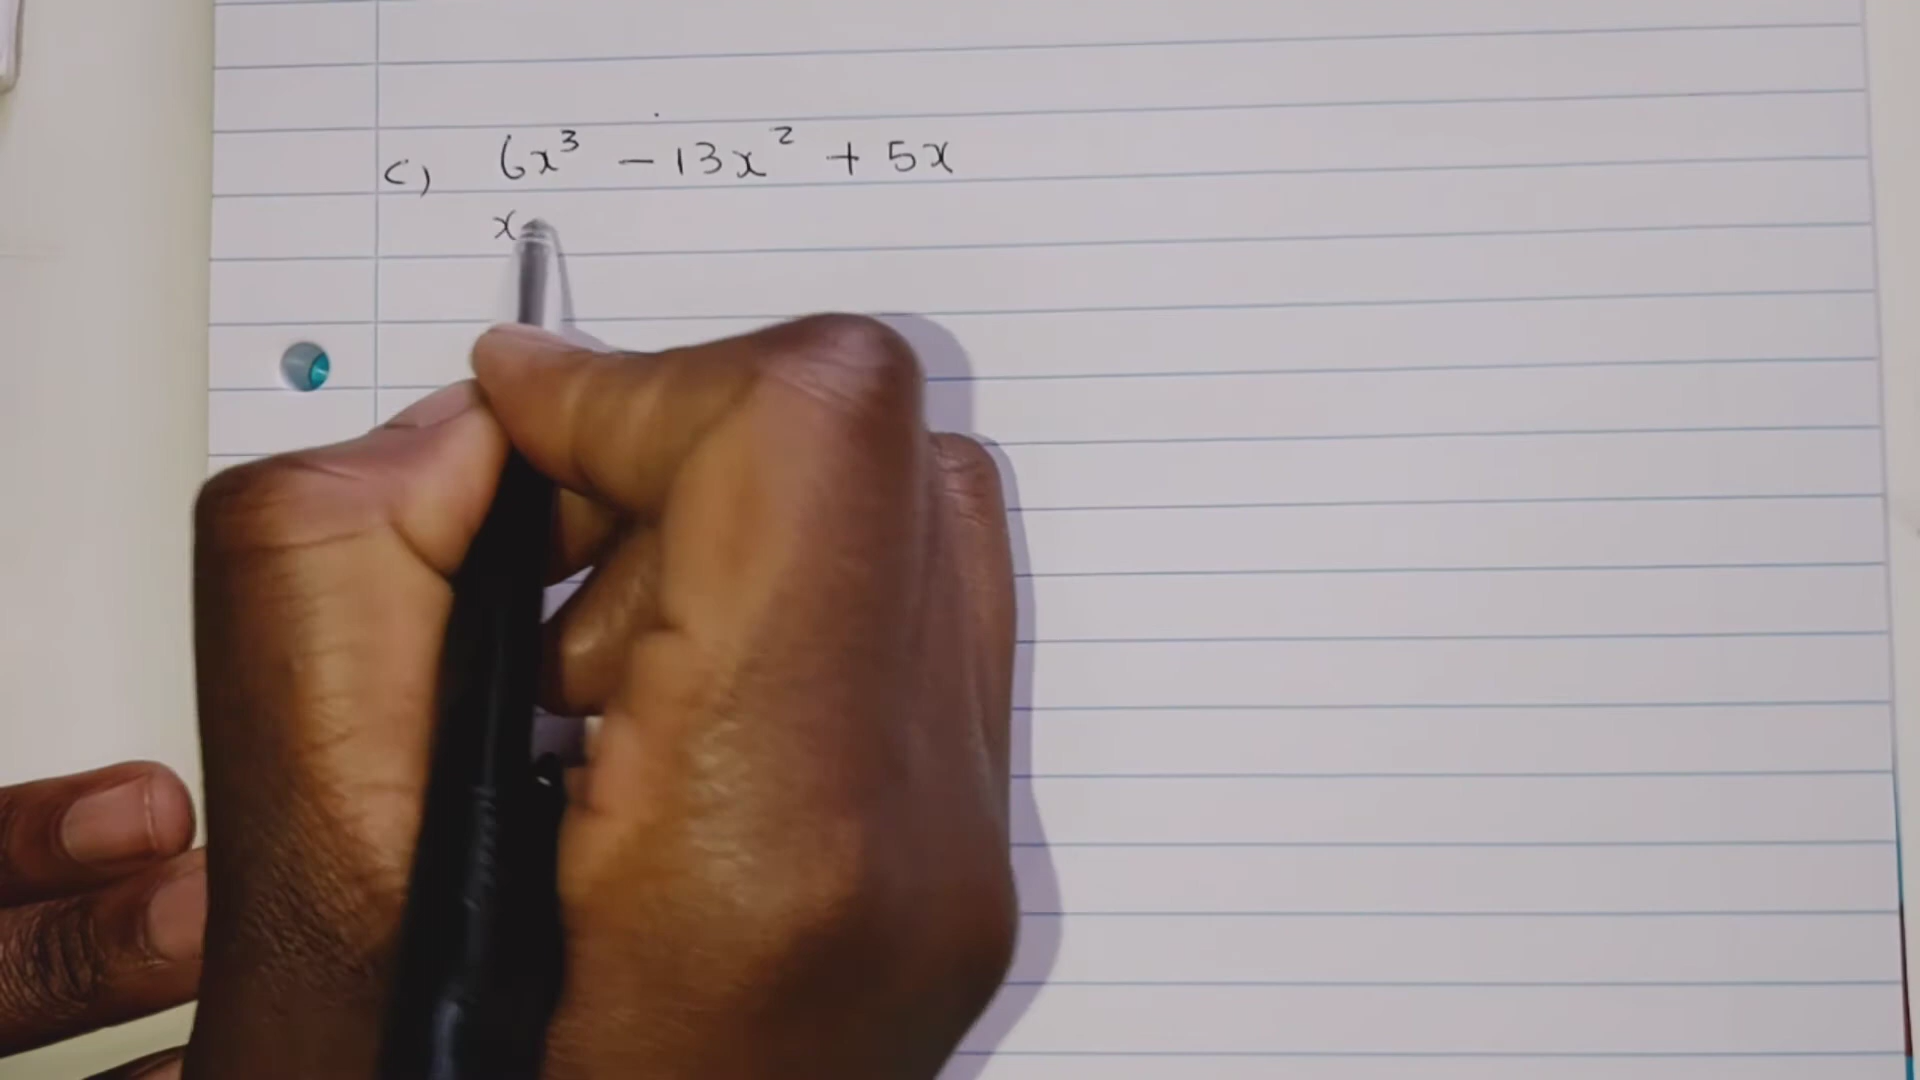 c) 6x³ - 13x² + 5x
x